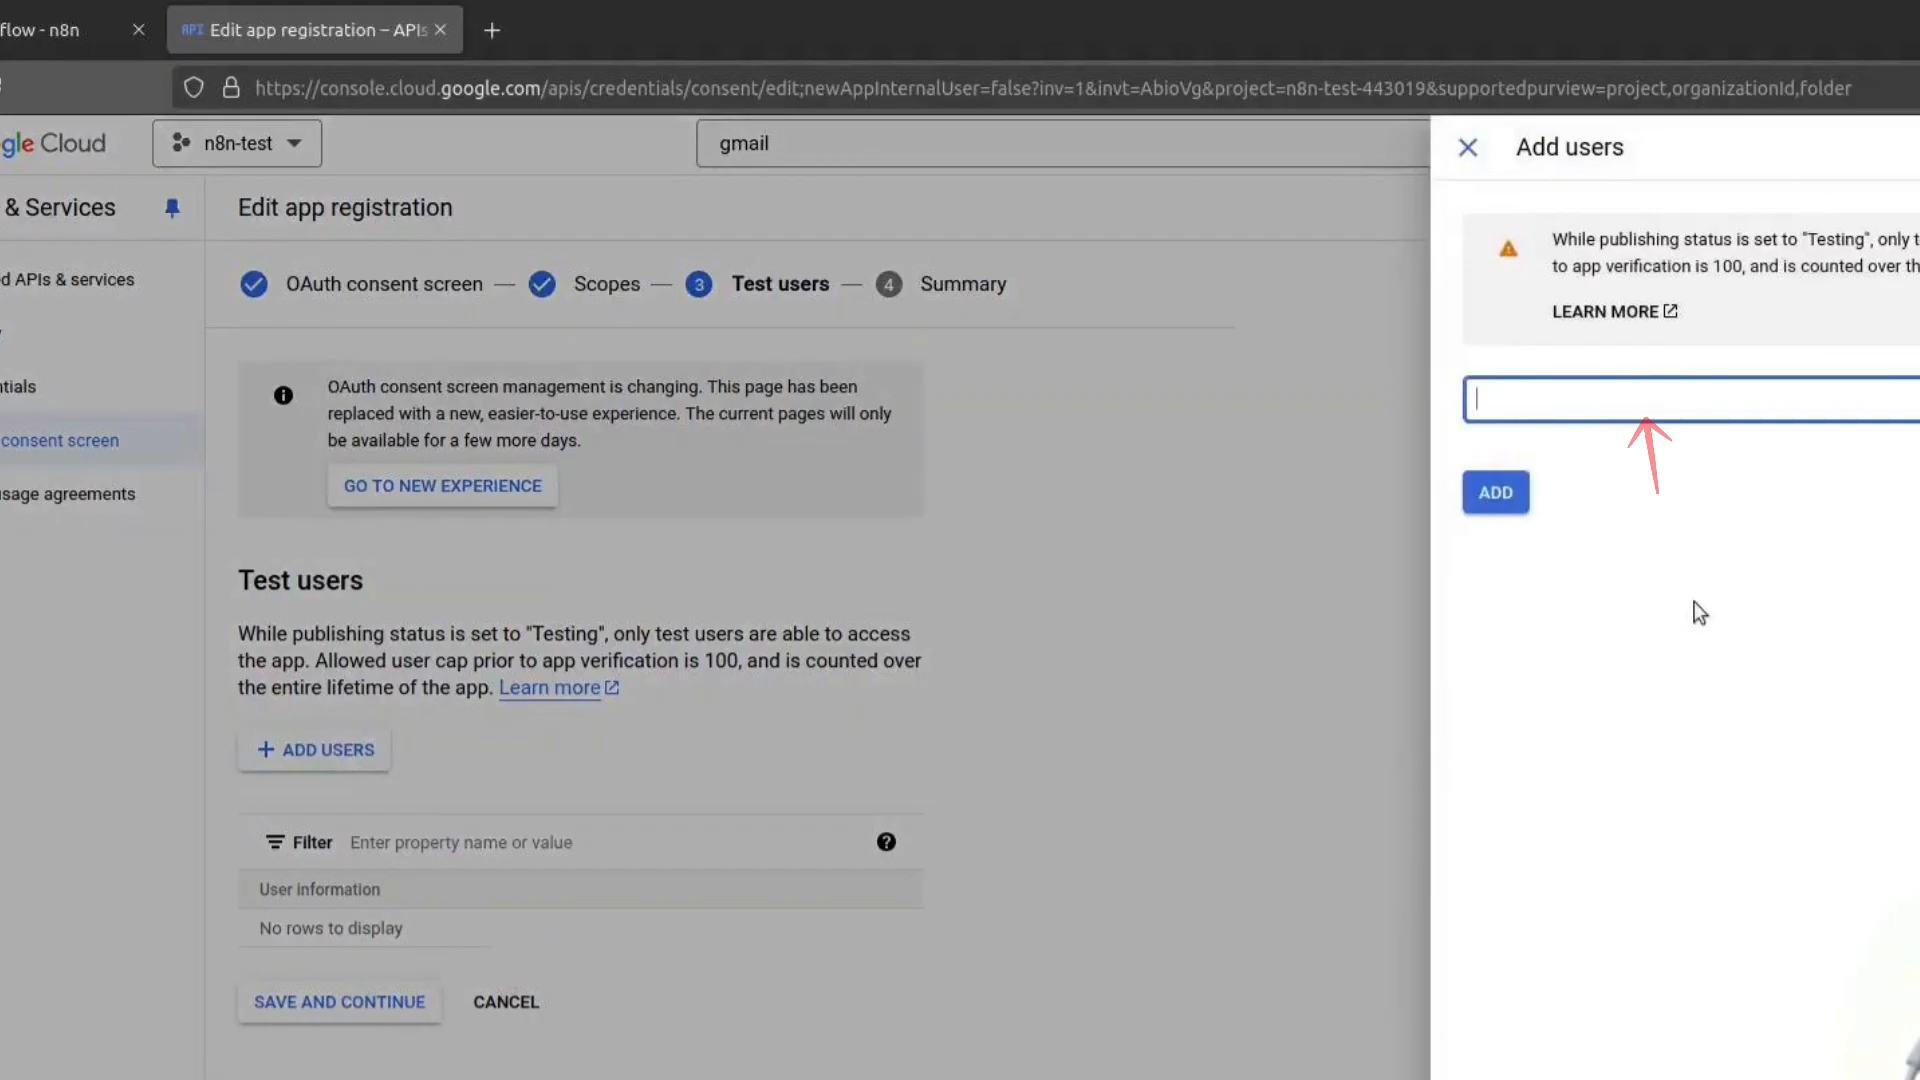 flow - n8n
API Edit app registration – APIs
https://console.cloud.google.com/apis/credentials/consent/edit;newAppInternalUser=false?inv=1&invt=AbioVg&project=n8n-test-443019&supportedpurview=project,organizationId,folder
gle Cloud
n8n-test
gmail
Add users
& Services
Edit app registration
While publishing status is set to "Testing", only t
to app verification is 100, and is counted over th
LEARN MORE
d APIs & services
OAuth consent screen — Scopes — 3 Test users — 4 Summary
ntials
consent screen
usage agreements
OAuth consent screen management is changing. This page has been
replaced with a new, easier-to-use experience. The current pages will only
be available for a few more days.
GO TO NEW EXPERIENCE
ADD
Test users
While publishing status is set to "Testing", only test users are able to access
the app. Allowed user cap prior to app verification is 100, and is counted over
the entire lifetime of the app. Learn more
+ ADD USERS
Filter Enter property name or value
User information
No rows to display
SAVE AND CONTINUE CANCEL